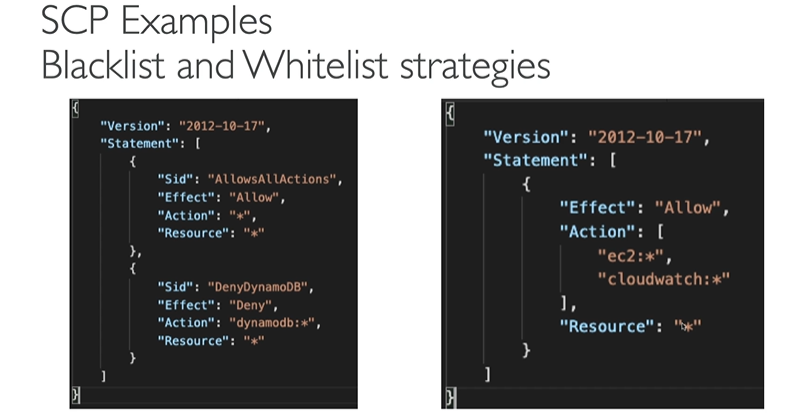 SCP Examples
Blacklist and Whitelist strategies
{
"Version": "2012-10-17",
"Statement": [
{
"Sid": "AllowsAllActions",
"Effect": "Allow",
"Action": "*",
"Resource": "*"
},
{
"Sid": "DenyDynamoDB",
"Effect": "Deny",
"Action": "dynamodb:*",
"Resource": "*"
}
]
}
{
"Version": "2012-10-17",
"Statement": [
{
"Effect": "Allow",
"Action": [
"ec2:*",
"cloudwatch:*"
],
"Resource": "*"
}
]
}